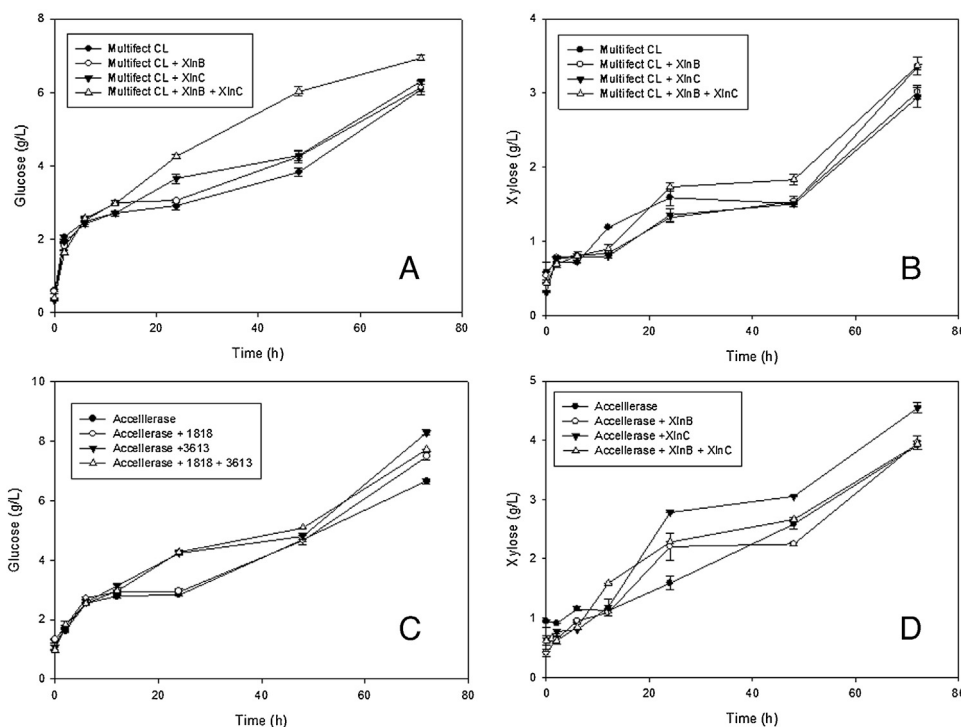 8
6
4
2
0
Glucose (g/L)
Multifect CL
Multifect CL + XlnB
Multifect CL + XlnC
Multifect CL + XlnB + XlnC
A
0 20 40 60 80
Time (h)
4
3
2
1
0
Xylose (g/L)
Multifect CL
Multifect CL + XlnB
Multifect CL + XlnC
Multifect CL + XlnB + XlnC
B
0 20 40 60 80
Time (h)
10
8
6
4
2
0
Glucose (g/L)
Accelllerase
Accellerase + 1818
Accellerase +3613
Accellerase + 1818 + 3613
C
0 20 40 60 80
Time (h)
5
4
3
2
1
0
Xylose (g/L)
Accelllerase
Accellerase + XlnB
Accellerase +XlnC
Accellerase + XlnB + XlnC
D
0 20 40 60 80
Time (h)